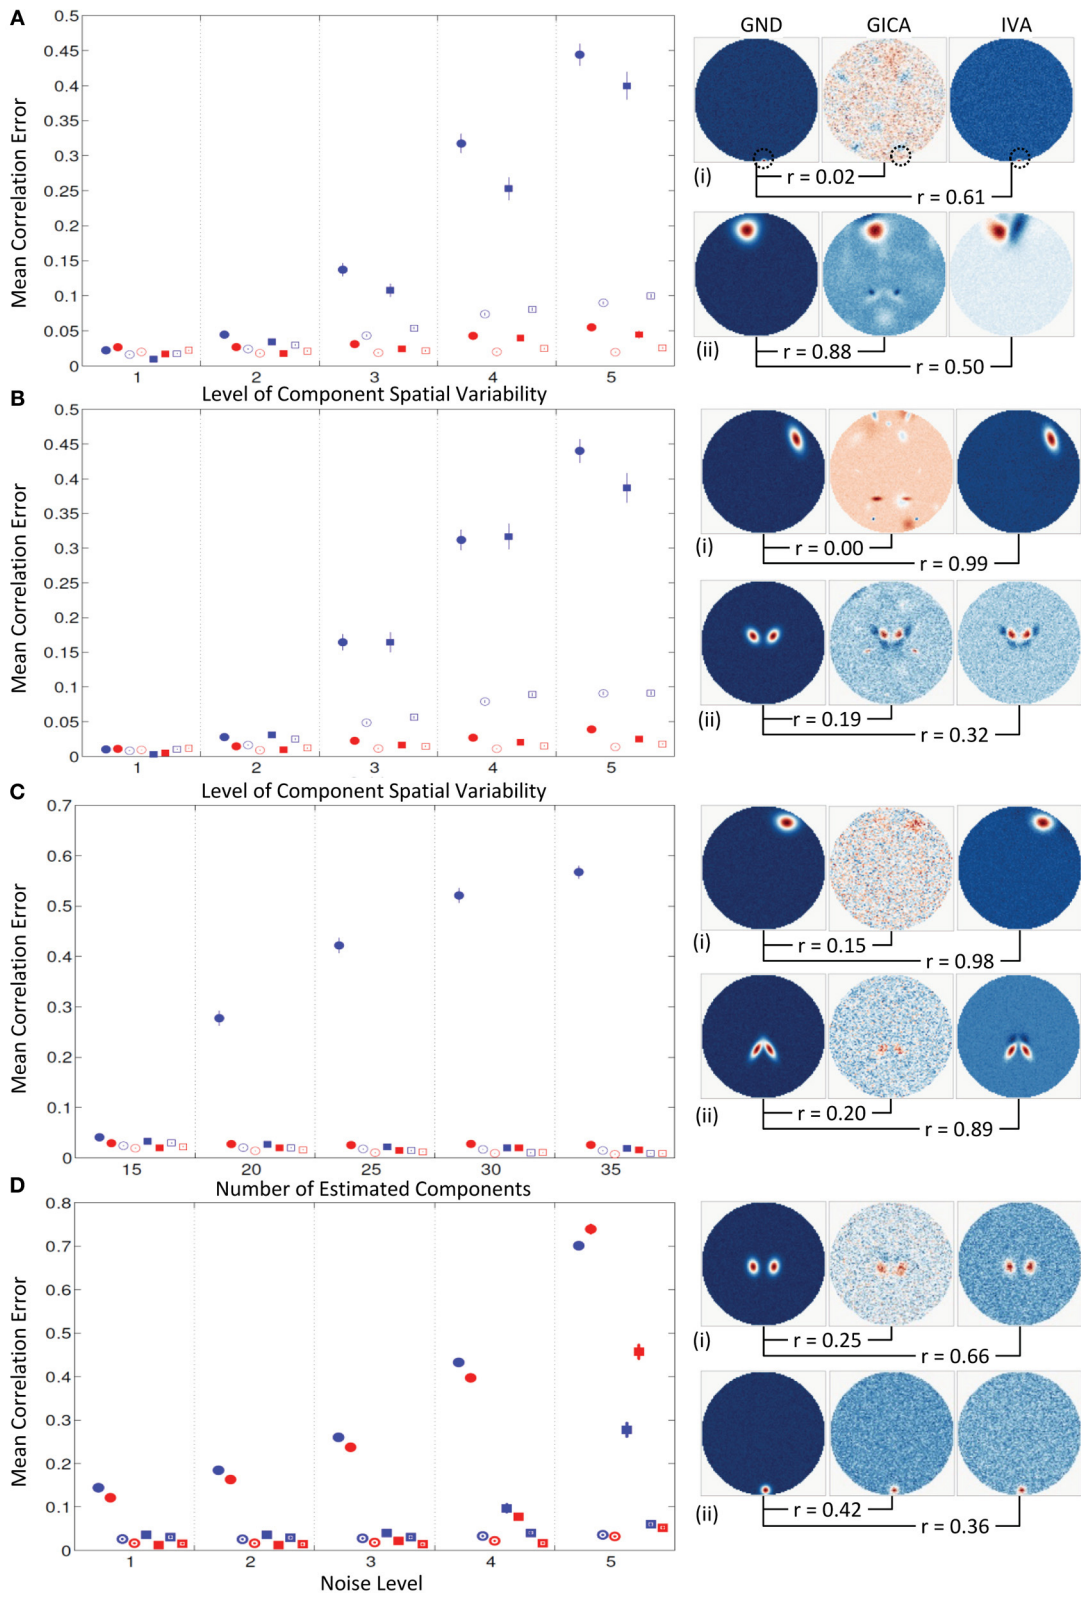 A
Mean Correlation Error
0.5
0.45
0.4
0.35
0.3
0.25
0.2
0.15
0.1
0.05
0
1 2 3 4 5
Level of Component Spatial Variability
GND GICA IVA
(i)
r = 0.02
r = 0.61
(ii)
r = 0.88
r = 0.50
B
Mean Correlation Error
0.5
0.45
0.4
0.35
0.3
0.25
0.2
0.15
0.1
0.05
0
1 2 3 4 5
Level of Component Spatial Variability
(i)
r = 0.00
r = 0.99
(ii)
r = 0.19
r = 0.32
C
Mean Correlation Error
0.7
0.6
0.5
0.4
0.3
0.2
0.1
0
15 20 25 30 35
Number of Estimated Components
(i)
r = 0.15
r = 0.98
(ii)
r = 0.20
r = 0.89
D
Mean Correlation Error
0.8
0.7
0.6
0.5
0.4
0.3
0.2
0.1
0
1 2 3 4 5
Noise Level
(i)
r = 0.25
r = 0.66
(ii)
r = 0.42
r = 0.36